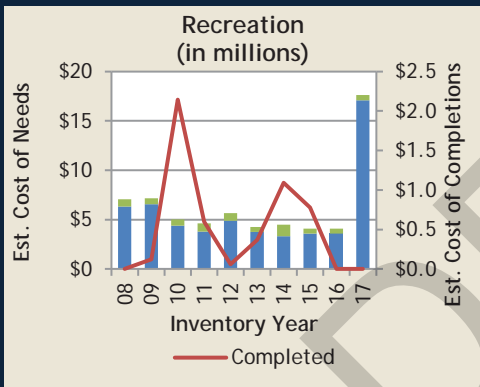 Recreation
(in millions)
$20
$15
$10
$5
$0
Est. Cost of Needs
$2.5
$2.0
$1.5
$1.0
$0.5
$0.0
Est. Cost of Completions
08 09 10 11 12 13 14 15 16 17
Inventory Year
Completed